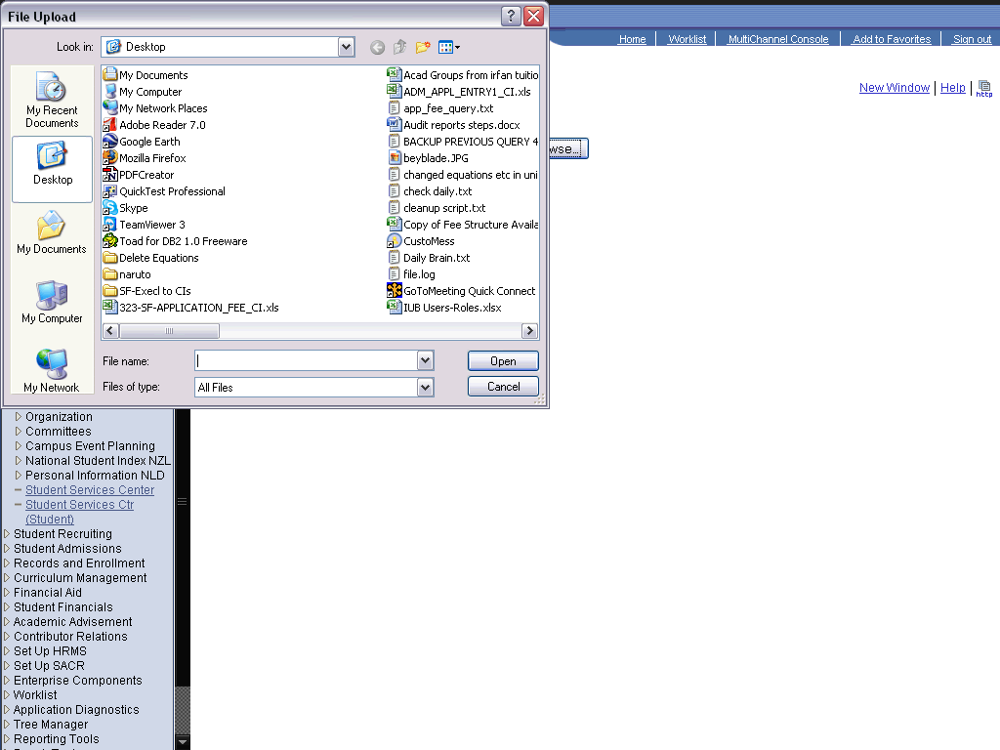 File Upload
Look in: Desktop
My Recent
Documents
Desktop
My Documents
My Computer
My Network
My Documents
My Computer
My Network Places
Adobe Reader 7.0
Google Earth
Mozilla Firefox
PDFCreator
QuickTest Professional
Skype
TeamViewer 3
Toad for DB2 1.0 Freeware
Delete Equations
naruto
SF-Execl to CIs
323-SF-APPLICATION_FEE_CI.xls
Acad Groups from irfan tuitio
ADM_APPL_ENTRY1_CI.xls
app_fee_query.txt
Audit reports steps.docx
BACKUP PREVIOUS QUERY 4
beyblade.JPG
changed equations etc in uni
check daily.txt
cleanup script.txt
Copy of Fee Structure Availa
CustoMess
Daily Brain.txt
file.log
GoToMeeting Quick Connect
IUB Users-Roles.xlsx
File name:
Open
Files of type: All Files
Cancel
Home Worklist MultiChannel Console Add to Favorites Sign out
New Window Help http
wse...
Organization
Committees
Campus Event Planning
National Student Index NZL
Personal Information NLD
Student Services Center
Student Services Ctr
(Student)
Student Recruiting
Student Admissions
Records and Enrollment
Curriculum Management
Financial Aid
Student Financials
Academic Advisement
Contributor Relations
Set Up HRMS
Set Up SACR
Enterprise Components
Worklist
Application Diagnostics
Tree Manager
Reporting Tools